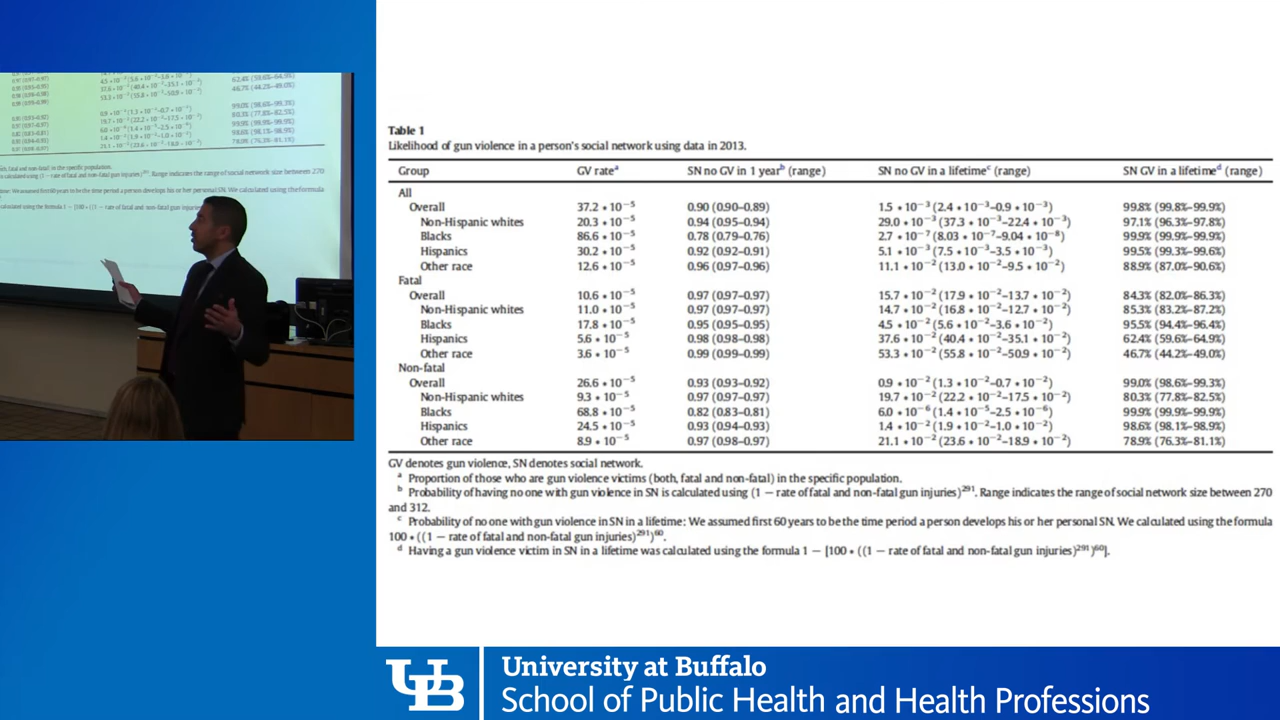 Table 1
Likelihood of gun violence in a person's social network using data in 2013.
Group GV rateᵃ SN no GV in 1 yearᵇ (range) SN no GV in a lifetimeᶜ (range) SN GV in a lifetimeᵈ (range)
All
Overall 37.2 * 10⁻⁵ 0.90 (0.90–0.89) 1.5 * 10⁻³ (2.4 * 10⁻³–0.9 * 10⁻³) 99.8% (99.8%–99.9%)
Non-Hispanic whites 20.3 * 10⁻⁵ 0.94 (0.95–0.94) 29.0 * 10⁻³ (37.3 * 10⁻³–22.4 * 10⁻³) 97.1% (96.3%–97.8%)
Blacks 86.6 * 10⁻⁵ 0.78 (0.79–0.76) 2.7 * 10⁻⁷ (8.03 * 10⁻⁷–9.04 * 10⁻⁸) 99.9% (99.9%–99.9%)
Hispanics 30.2 * 10⁻⁵ 0.92 (0.92–0.91) 5.1 * 10⁻³ (7.5 * 10⁻³–3.5 * 10⁻³) 99.5% (99.3%–99.6%)
Other race 12.6 * 10⁻⁵ 0.96 (0.97–0.96) 11.1 * 10⁻² (13.0 * 10⁻²–9.5 * 10⁻²) 88.9% (87.0%–90.6%)
Fatal
Overall 10.6 * 10⁻⁵ 0.97 (0.97–0.97) 15.7 * 10⁻² (17.9 * 10⁻²–13.7 * 10⁻²) 84.3% (82.0%–86.3%)
Non-Hispanic whites 11.0 * 10⁻⁵ 0.97 (0.97–0.97) 14.7 * 10⁻² (16.8 * 10⁻²–12.7 * 10⁻²) 85.3% (83.2%–87.2%)
Blacks 17.8 * 10⁻⁵ 0.95 (0.95–0.95) 4.5 * 10⁻² (5.6 * 10⁻²–3.6 * 10⁻²) 95.5% (94.4%–96.4%)
Hispanics 5.6 * 10⁻⁵ 0.98 (0.98–0.98) 37.6 * 10⁻² (40.4 * 10⁻²–35.1 * 10⁻²) 62.4% (59.6%–64.9%)
Other race 3.6 * 10⁻⁵ 0.99 (0.99–0.99) 53.3 * 10⁻² (55.8 * 10⁻²–50.9 * 10⁻²) 46.7% (44.2%–49.0%)
Non-fatal
Overall 26.6 * 10⁻⁵ 0.93 (0.93–0.92) 0.9 * 10⁻² (1.3 * 10⁻²–0.7 * 10⁻²) 99.0% (98.6%–99.3%)
Non-Hispanic whites 9.3 * 10⁻⁵ 0.97 (0.97–0.97) 19.7 * 10⁻² (22.2 * 10⁻²–17.5 * 10⁻²) 80.3% (77.8%–82.5%)
Blacks 68.8 * 10⁻⁵ 0.82 (0.83–0.81) 6.0 * 10⁻⁶ (1.4 * 10⁻⁵–2.5 * 10⁻⁶) 99.9% (99.9%–99.9%)
Hispanics 24.5 * 10⁻⁵ 0.93 (0.94–0.93) 1.4 * 10⁻² (1.9 * 10⁻²–1.0 * 10⁻²) 98.6% (98.1%–98.9%)
Other race 8.9 * 10⁻⁵ 0.97 (0.98–0.97) 21.1 * 10⁻² (23.6 * 10⁻²–18.9 * 10⁻²) 78.9% (76.3%–81.1%)
GV denotes gun violence, SN denotes social network.
ᵃ Proportion of those who are gun violence victims (both, fatal and non-fatal) in the specific population.
ᵇ Probability of having no one with gun violence in SN is calculated using (1 − rate of fatal and non-fatal gun injuries)²⁹¹. Range indicates the range of social network size between 270
and 312.
ᶜ Probability of no one with gun violence in SN in a lifetime: We assumed first 60 years to be the time period a person develops his or her personal SN. We calculated using the formula
100 * ((1 − rate of fatal and non-fatal gun injuries)²⁹¹)⁶⁰.
ᵈ Having a gun violence victim in SN in a lifetime was calculated using the formula 1 − [100 * ((1 − rate of fatal and non-fatal gun injuries)²⁹¹)⁶⁰].
UB
University at Buffalo
School of Public Health and Health Professions